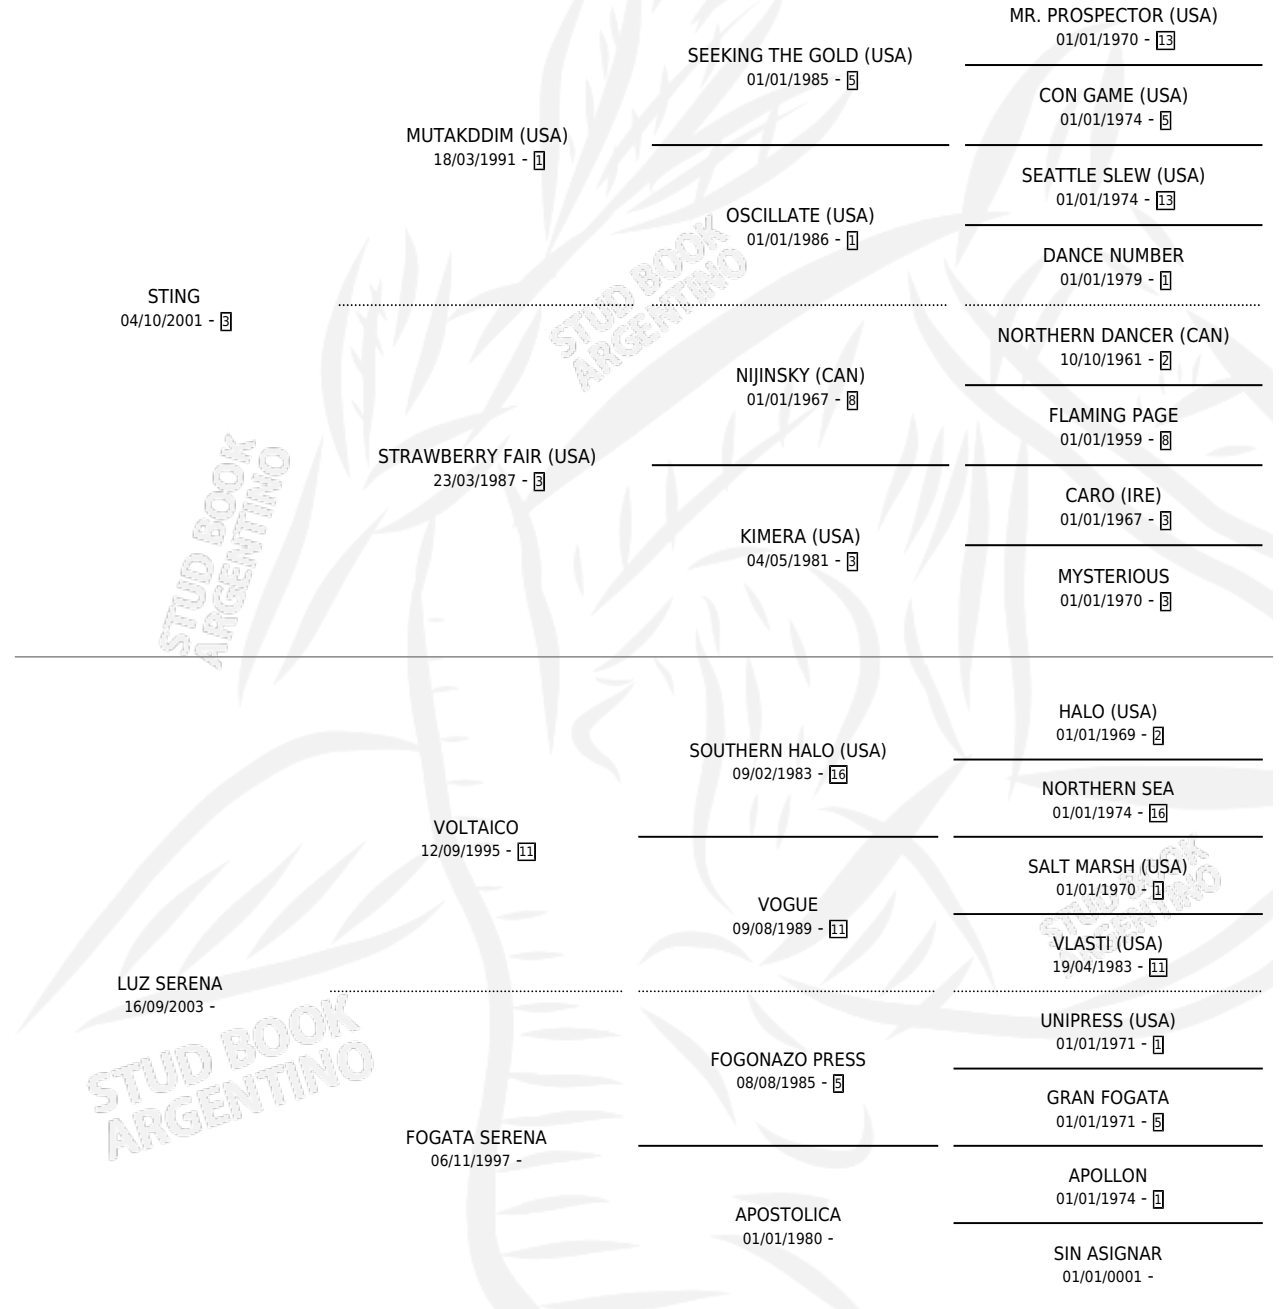 MR. PROSPECTOR (USA)
01/01/1970 - 13
SEEKING THE GOLD (USA)
01/01/1985 - 5
CON GAME (USA)
01/01/1974 - 5
MUTAKDDIM (USA)
18/03/1991 - 1
SEATTLE SLEW (USA)
01/01/1974 - 13
OSCILLATE (USA)
01/01/1986 - 1
DANCE NUMBER
01/01/1979 - 1
STING
04/10/2001 - 3
NORTHERN DANCER (CAN)
10/10/1961 - 2
NIJINSKY (CAN)
01/01/1967 - 8
FLAMING PAGE
01/01/1959 - 8
STRAWBERRY FAIR (USA)
23/03/1987 - 3
CARO (IRE)
01/01/1967 - 3
KIMERA (USA)
04/05/1981 - 3
MYSTERIOUS
01/01/1970 - 3
STUD BOOK
ARGENTINO
STUD BOOK
ARGENTINO
HALO (USA)
01/01/1969 - 2
SOUTHERN HALO (USA)
09/02/1983 - 16
NORTHERN SEA
01/01/1974 - 16
VOLTAICO
12/09/1995 - 11
SALT MARSH (USA)
01/01/1970 - 1
VOGUE
09/08/1989 - 11
VLASTI (USA)
19/04/1983 - 11
STUD BOOK
ARGENTINO
LUZ SERENA
16/09/2003 -
UNIPRESS (USA)
01/01/1971 - 1
FOGONAZO PRESS
08/08/1985 - 5
GRAN FOGATA
01/01/1971 - 5
FOGATA SERENA
06/11/1997 -
APOLLON
01/01/1974 - 1
APOSTOLICA
01/01/1980 -
SIN ASIGNAR
01/01/0001 -
STUD BOOK
ARGENTINO